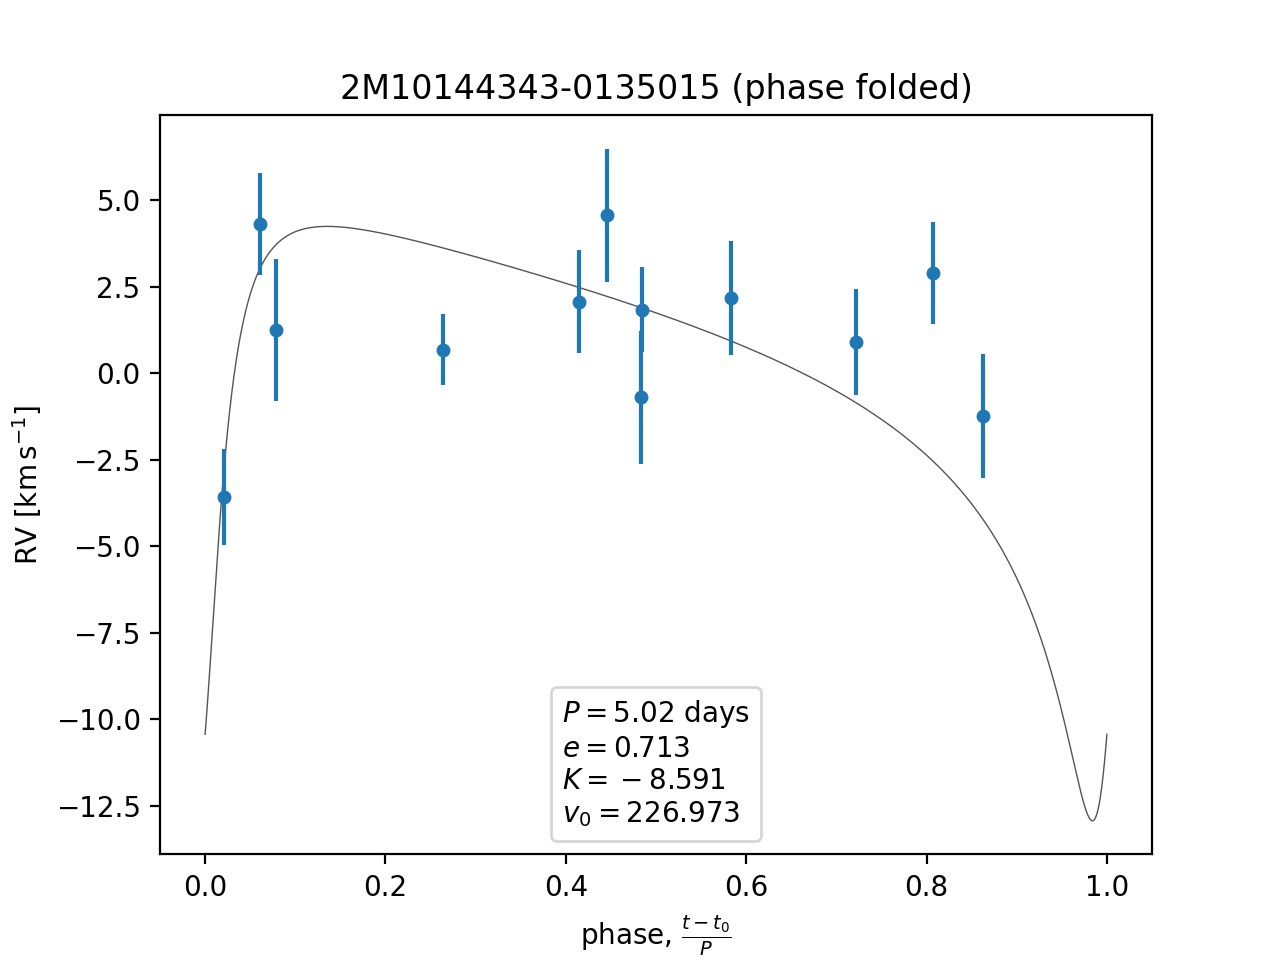 2M10144343-0135015 (phase folded)
RV [km s⁻¹]
5.0
2.5
0.0
−2.5
−5.0
−7.5
−10.0
−12.5
P = 5.02 days
e = 0.713
K = − 8.591
v₀ = 226.973
0.0 0.2 0.4 0.6 0.8 1.0
phase, (t − t₀)/P